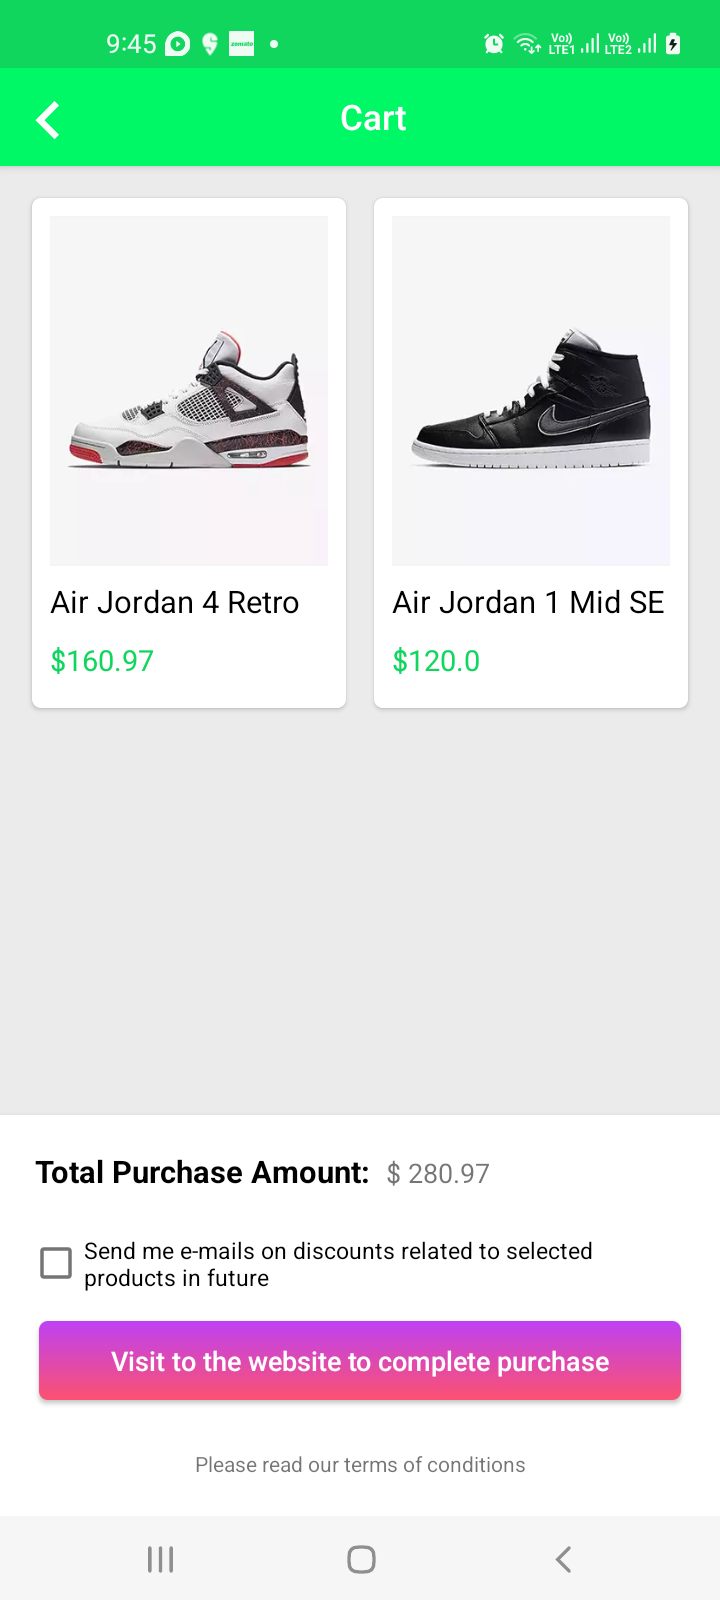 9:45 zomato Vo)) LTE1 Vo)) LTE2
Cart
Air Jordan 4 Retro
$160.97
Air Jordan 1 Mid SE
$120.0
Total Purchase Amount: $ 280.97
Send me e-mails on discounts related to selected
products in future
Visit to the website to complete purchase
Please read our terms of conditions